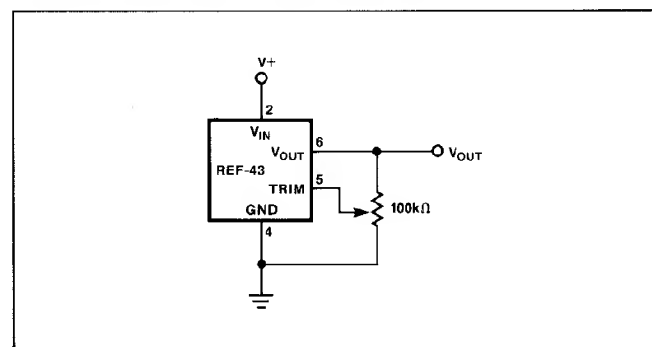 V+
2
VIN
VOUT
6
VOUT
REF-43
5
TRIM
100kΩ
GND
4